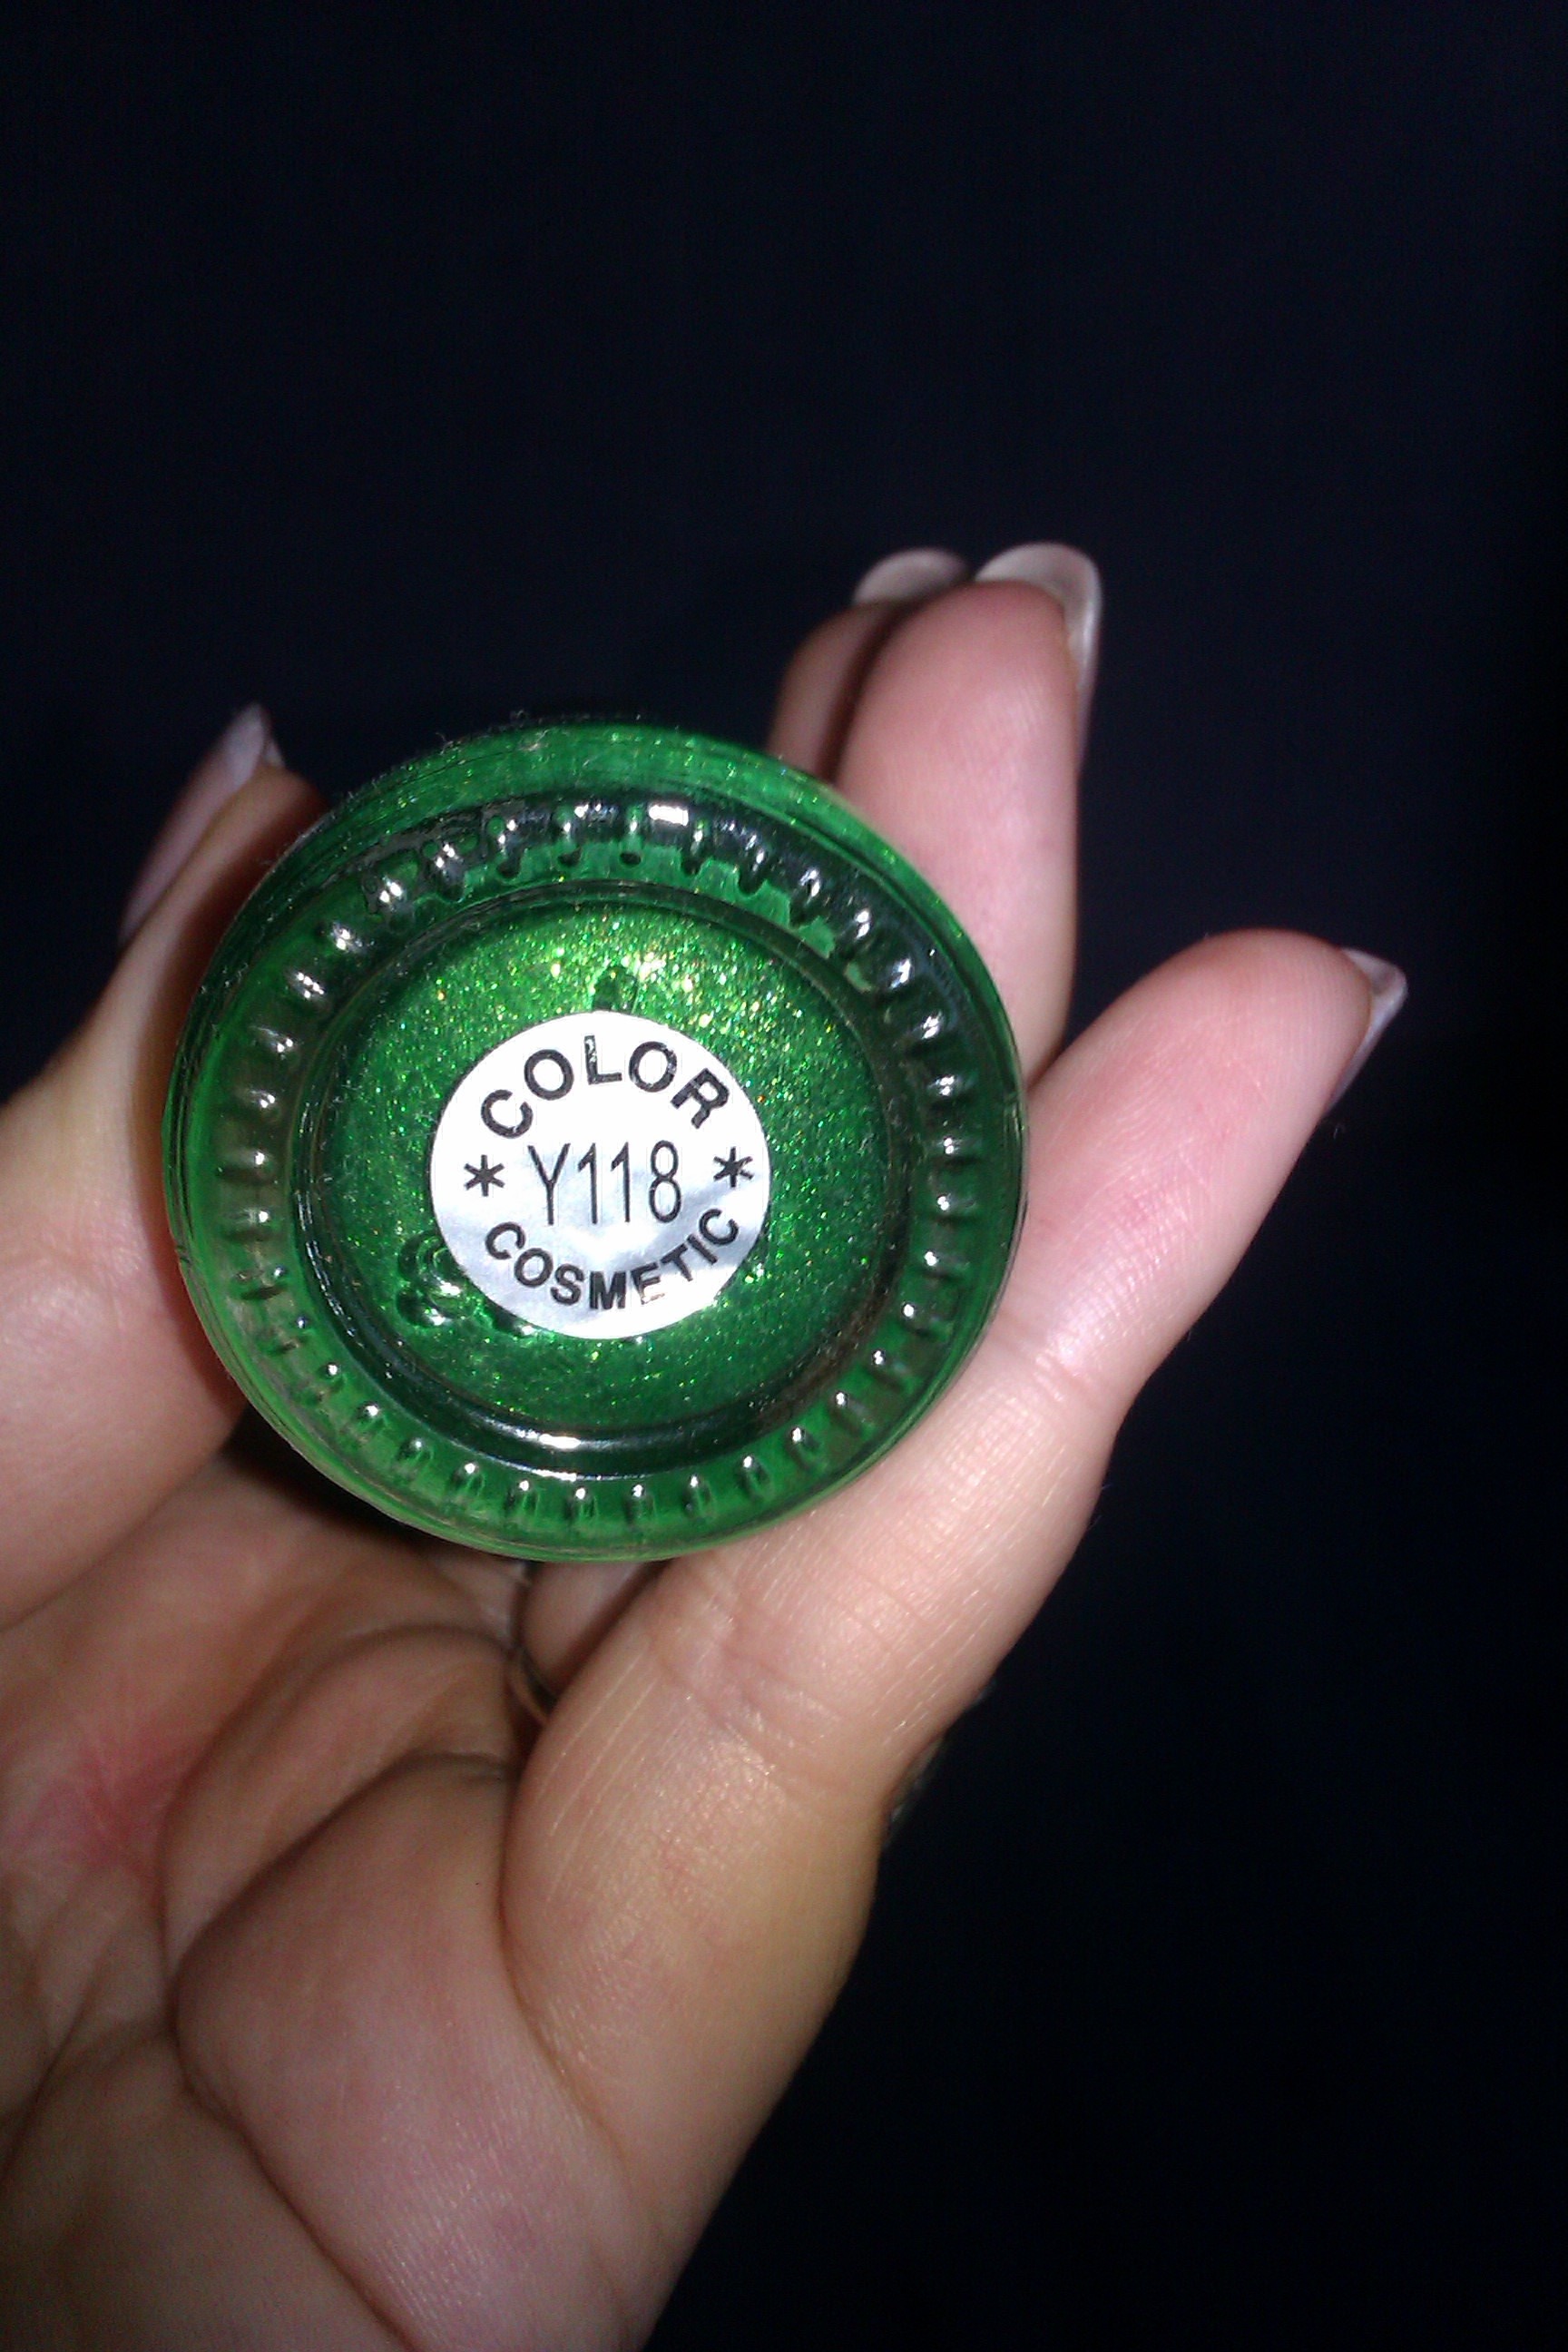 COLOR
* Y118 *
COSMETIC